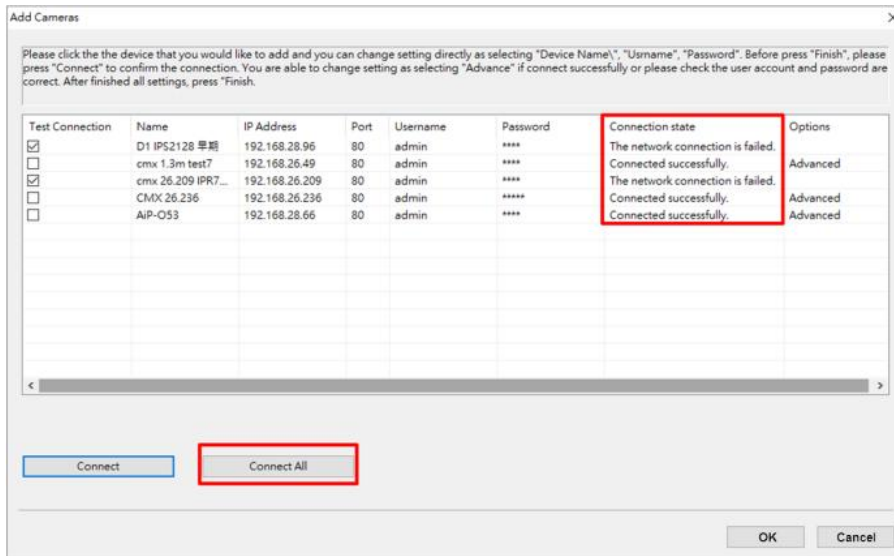 Add Cameras
Please click the the device that you would like to add and you can change setting directly as selecting "Device Name\", "Usrname", "Password". Before press "Finish", please
press "Connect" to confirm the connection. You are able to change setting as selecting "Advance" if connect successfully or please check the user account and password are
correct. After finished all settings, press "Finish.
Test Connection Name IP Address Port Username Password Connection state Options
D1 IPS2128 早期 192.168.28.96 80 admin **** The network connection is failed.
cmx 1.3m test7 192.168.26.49 80 admin **** Connected successfully. Advanced
cmx 26.209 IPR7... 192.168.26.209 80 admin **** The network connection is failed.
CMX 26.236 192.168.26.236 80 admin ***** Connected successfully. Advanced
AiP-O53 192.168.28.66 80 admin **** Connected successfully. Advanced
Connect Connect All
OK Cancel